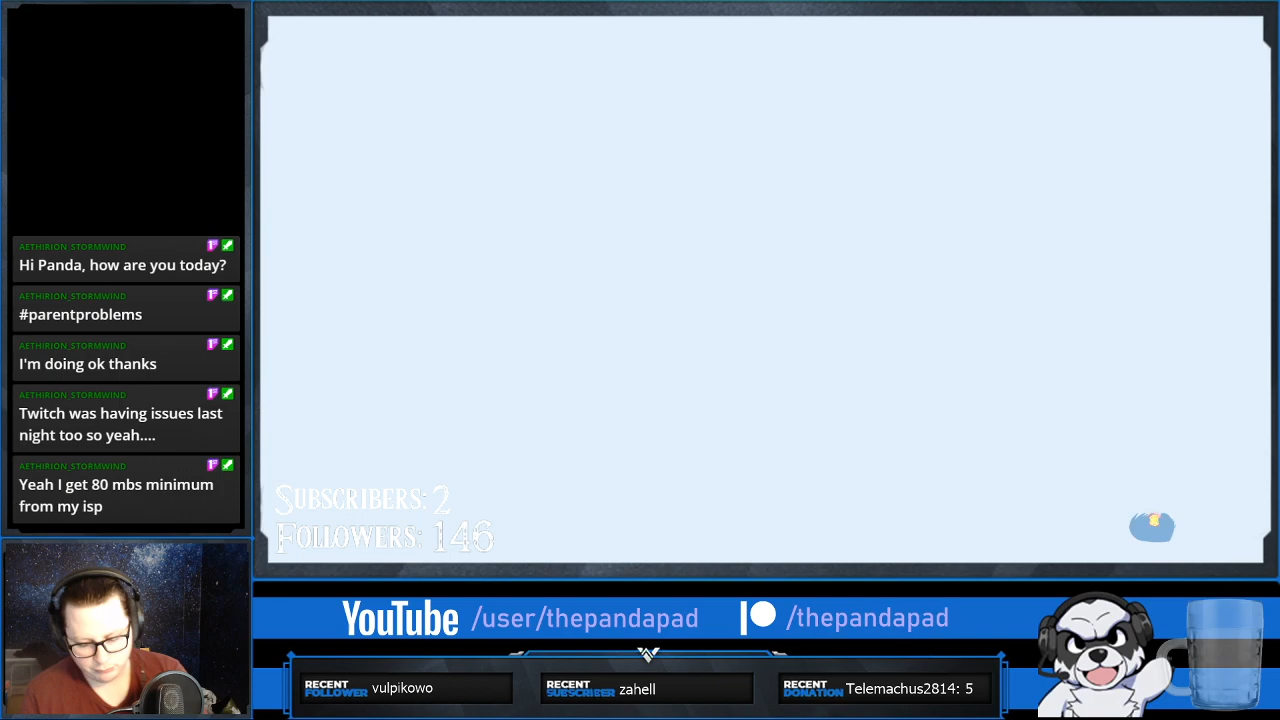 AETHIRION_STORMWIND
Hi Panda, how are you today?
AETHIRION_STORMWIND
#parentproblems
AETHIRION_STORMWIND
I'm doing ok thanks
AETHIRION_STORMWIND
Twitch was having issues last
night too so yeah....
AETHIRION_STORMWIND
Yeah I get 80 mbs minimum
from my isp
SUBSCRIBERS: 2
FOLLOWERS: 146
YouTube /user/thepandapad /thepandapad
RECENT FOLLOWER vulpikowo
RECENT SUBSCRIBER zahell
RECENT DONATION Telemachus2814: 5